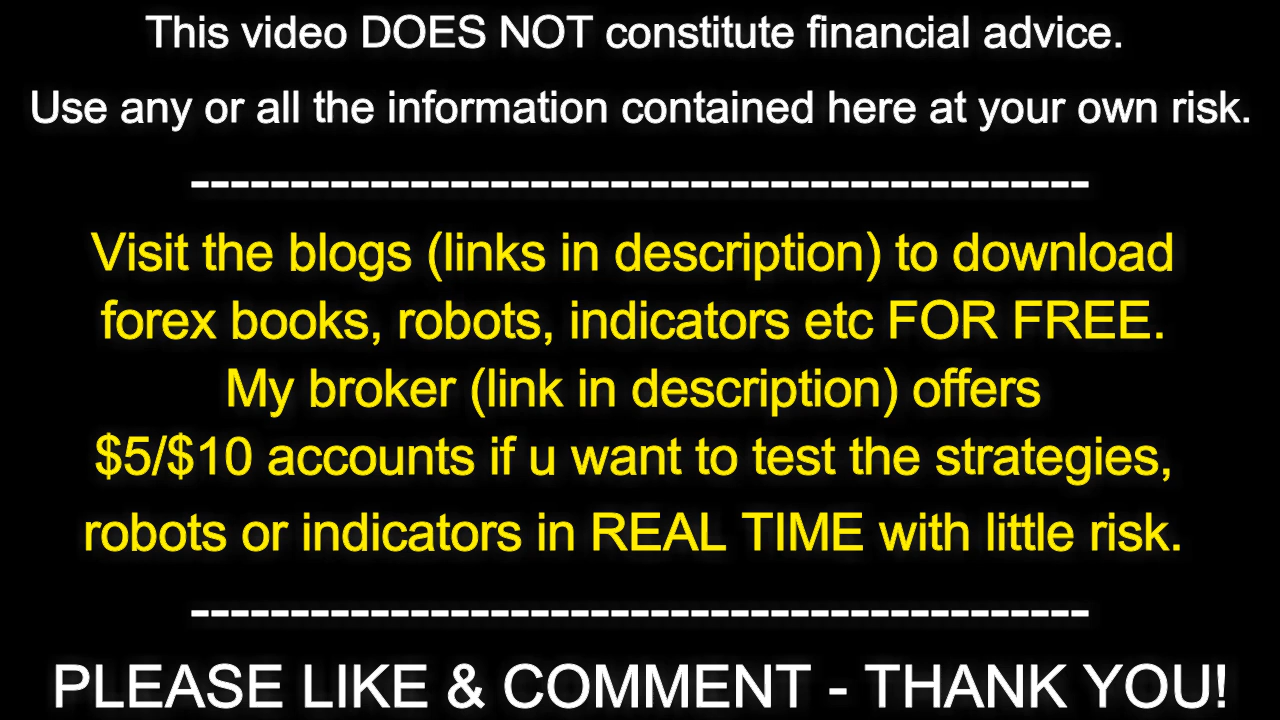 This video DOES NOT constitute financial advice.
Use any or all the information contained here at your own risk.
---------------------------------------------
Visit the blogs (links in description) to download
forex books, robots, indicators etc FOR FREE.
My broker (link in description) offers
$5/$10 accounts if u want to test the strategies,
robots or indicators in REAL TIME with little risk.
---------------------------------------------
PLEASE LIKE & COMMENT - THANK YOU!